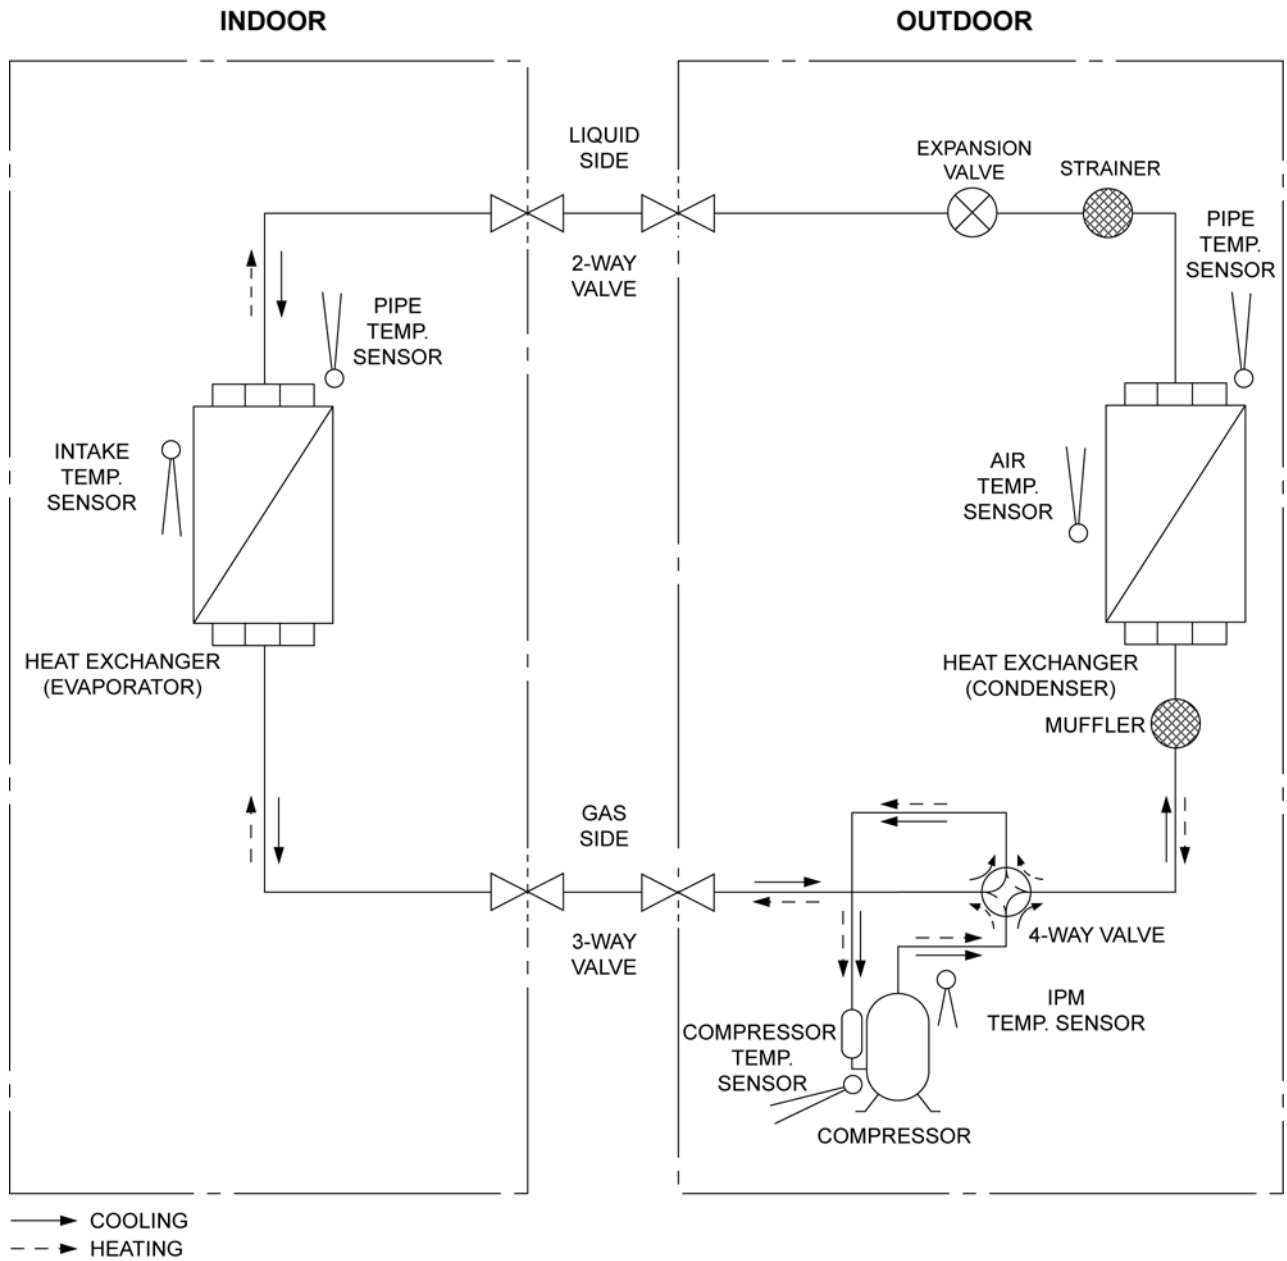 INDOOR
OUTDOOR
LIQUID
SIDE
EXPANSION
VALVE
STRAINER
PIPE
TEMP.
SENSOR
2-WAY
VALVE
PIPE
TEMP.
SENSOR
INTAKE
TEMP.
SENSOR
AIR
TEMP.
SENSOR
HEAT EXCHANGER
(EVAPORATOR)
HEAT EXCHANGER
(CONDENSER)
MUFFLER
GAS
SIDE
3-WAY
VALVE
4-WAY VALVE
IPM
TEMP. SENSOR
COMPRESSOR
TEMP.
SENSOR
COMPRESSOR
COOLING
HEATING